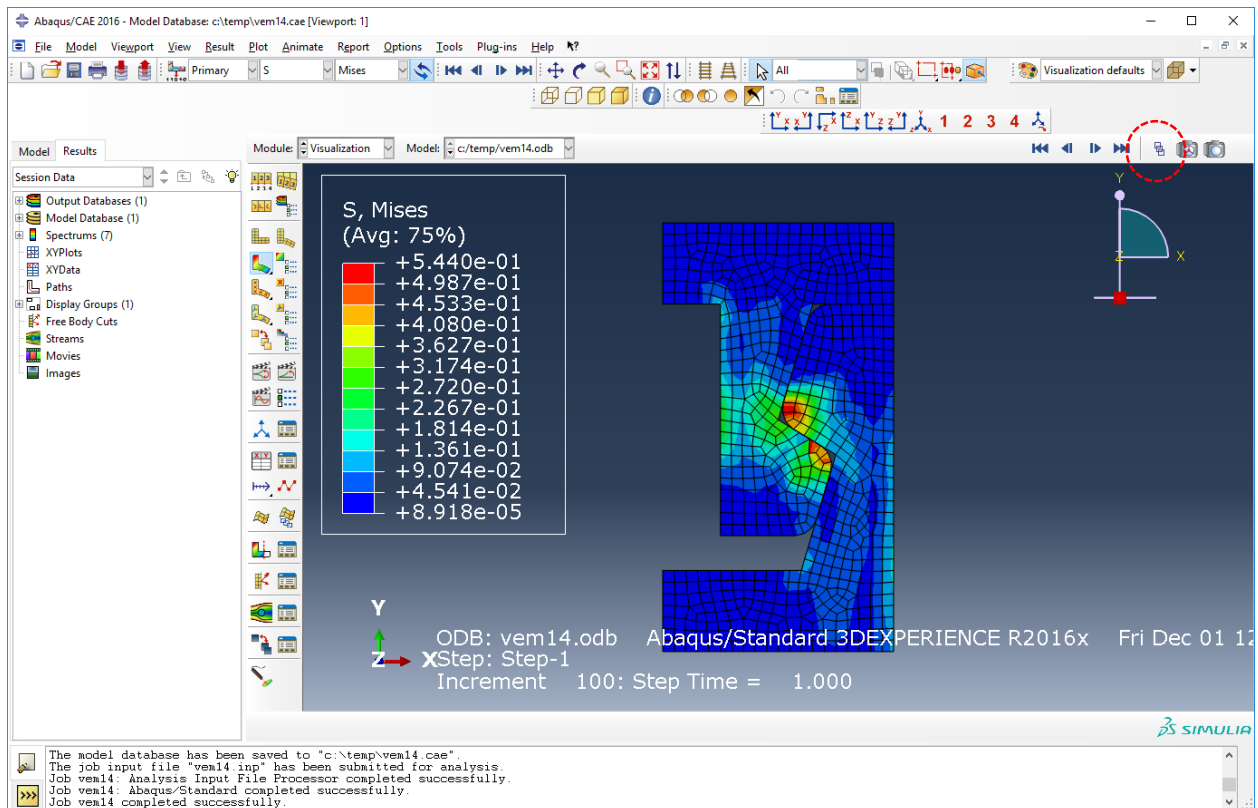 Abaqus/CAE 2016 - Model Database: c:\temp\vem14.cae [Viewport: 1]
File Model Viewport View Result Plot Animate Report Options Tools Plug-ins Help
Primary S Mises All Visualization defaults
1 2 3 4
Model Results
Module: Visualization Model: c:/temp/vem14.odb
Session Data
Output Databases (1)
Model Database (1)
Spectrums (7)
XYPlots
XYData
Paths
Display Groups (1)
Free Body Cuts
Streams
Movies
Images
S, Mises
(Avg: 75%)
+5.440e-01
+4.987e-01
+4.533e-01
+4.080e-01
+3.627e-01
+3.174e-01
+2.720e-01
+2.267e-01
+1.814e-01
+1.361e-01
+9.074e-02
+4.541e-02
+8.918e-05
Y
Z X
Y
Z X
ODB: vem14.odb Abaqus/Standard 3DEXPERIENCE R2016x Fri Dec 01 12
Step: Step-1
Increment 100: Step Time = 1.000
SIMULIA
The model database has been saved to "c:\temp\vem14.cae".
The job input file "vem14.inp" has been submitted for analysis.
Job vem14: Analysis Input File Processor completed successfully.
Job vem14: Abaqus/Standard completed successfully.
Job vem14 completed successfully.